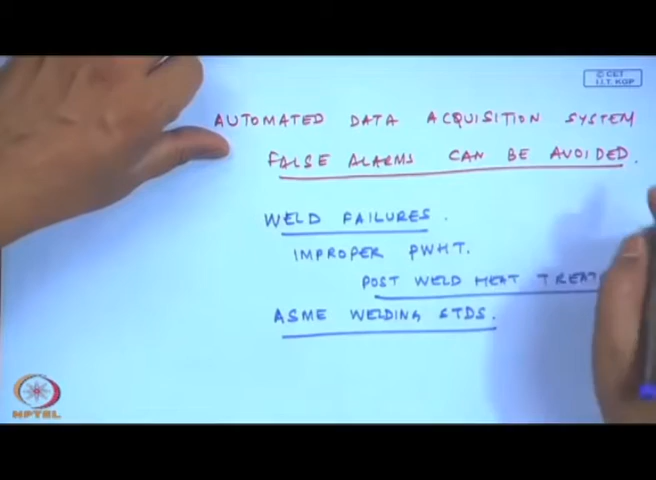 © CET
I.I.T. KGP
AUTOMATED DATA ACQUISITION SYSTEM
FALSE ALARMS CAN BE AVOIDED.
WELD FAILURES.
IMPROPER PWHT.
POST WELD HEAT TREAT
ASME WELDING STDS.
NPTEL